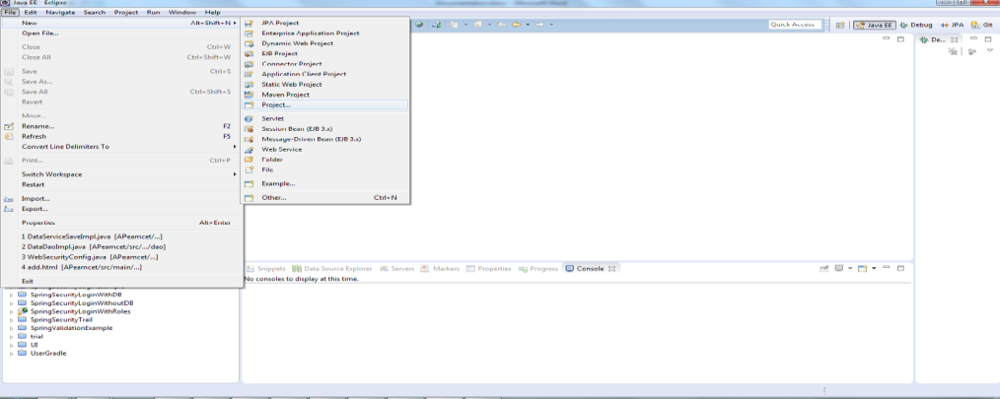 Java EE - Eclipse
File Edit Navigate Search Project Run Window Help
New Alt+Shift+N
Open File...
Close Ctrl+W
Close All Ctrl+Shift+W
Save Ctrl+S
Save As...
Save All Ctrl+Shift+S
Revert
Move...
Rename... F2
Refresh F5
Convert Line Delimiters To
Print... Ctrl+P
Switch Workspace
Restart
Import...
Export...
Properties Alt+Enter
1 DataServiceSaveImpl.java [APeamcet/...]
2 DataDaoImpl.java [APeamcet/src/.../dao]
3 WebSecurityConfig.java [APeamcet/...]
4 add.html [APeamcet/src/main/...]
Exit
JPA Project
Enterprise Application Project
Dynamic Web Project
EJB Project
Connector Project
Application Client Project
Static Web Project
Maven Project
Project...
Servlet
Session Bean (EJB 3.x)
Message-Driven Bean (EJB 3.x)
Web Service
Folder
File
Example...
Other... Ctrl+N
Quick Access Java EE Debug JPA Git
De...
Snippets Data Source Explorer Servers Markers Properties Progress Console
No consoles to display at this time.
SpringSecurityLoginWithDB
SpringSecurityLoginWithoutDB
SpringSecurityLoginWithRoles
SpringSecurityTrail
SpringValidationExample
trial
UI
UserGradle